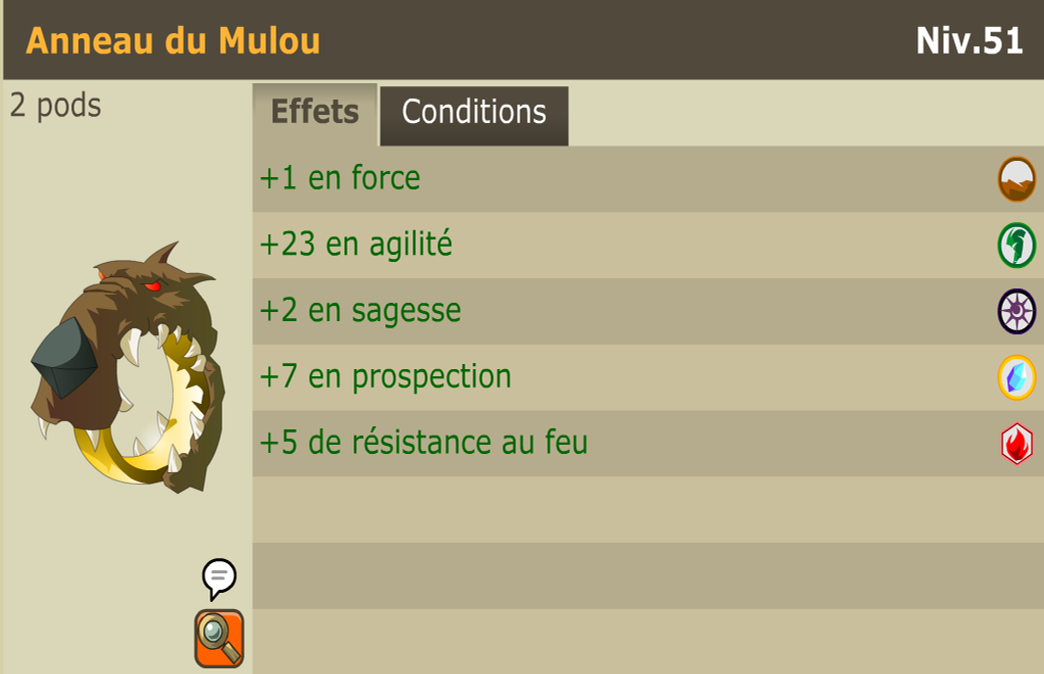 Anneau du Mulou
Niv.51
2 pods
Effets
Conditions
+1 en force
+23 en agilité
+2 en sagesse
+7 en prospection
+5 de résistance au feu